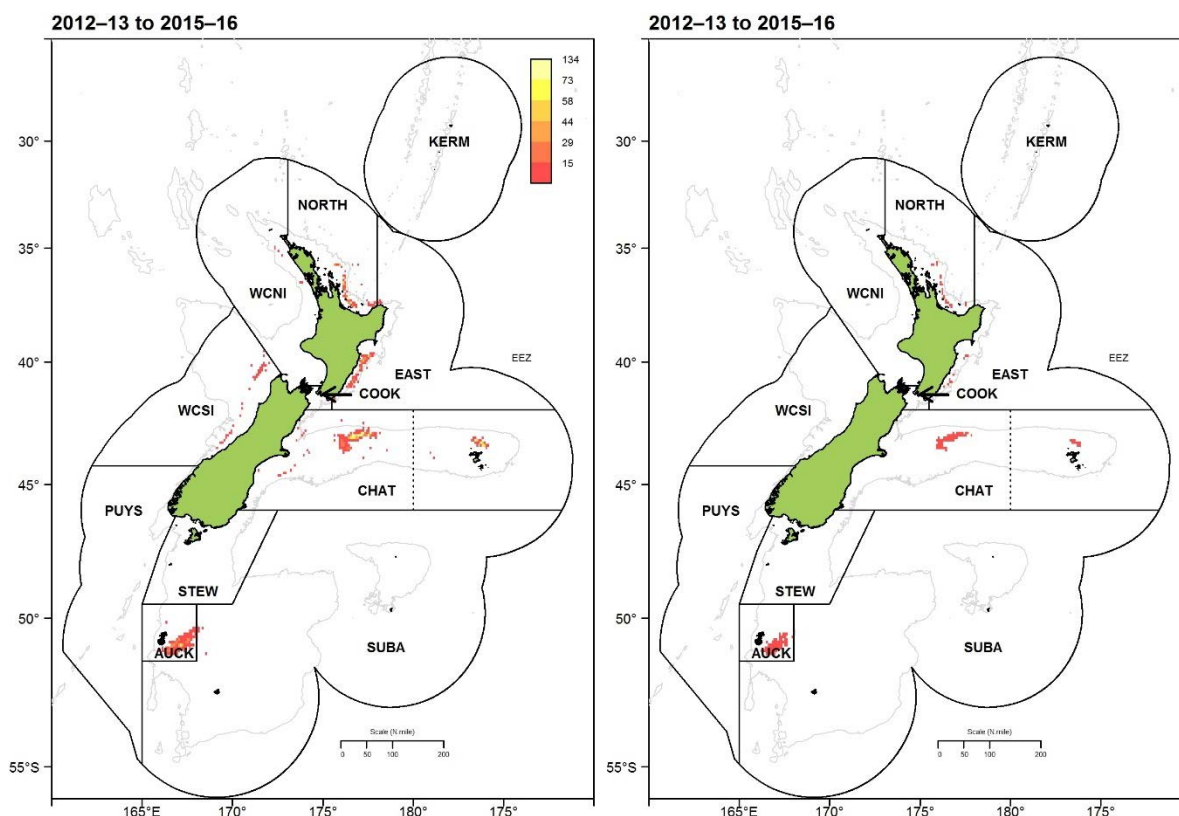 2012–13 to 2015–16
134
73
58
44
29
15
30°
35°
40°
45°
50°
55°S
KERM
NORTH
WCNI
EEZ
EAST
COOK
WCSI
CHAT
PUYS
STEW
AUCK
SUBA
Scale (N.mile)
0 50 100 200
165°E 170° 175° 180° 175°
2012–13 to 2015–16
30°
35°
40°
45°
50°
55°S
KERM
NORTH
WCNI
EEZ
EAST
COOK
WCSI
CHAT
PUYS
STEW
AUCK
SUBA
Scale (N.mile)
0 50 100 200
165°E 170° 175° 180° 175°